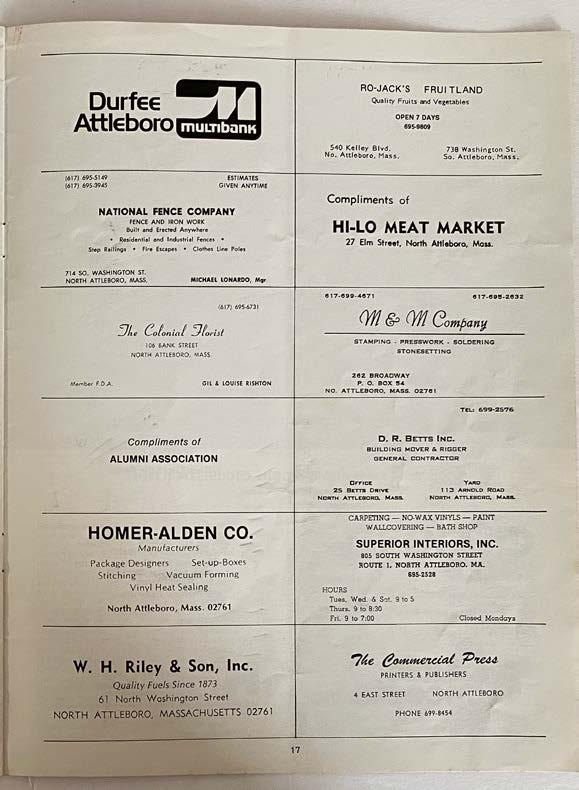 Durfee
Attleboro
MULTIBANK
(617) 695-5149 ESTIMATES
(617) 695-3945 GIVEN ANYTIME
NATIONAL FENCE COMPANY
FENCE AND IRON WORK
Built and Erected Anywhere
• Residential and Industrial Fences •
Step Railings • Fire Escapes • Clothes Line Poles
714 SO. WASHINGTON ST.
NORTH ATTLEBORO, MASS. MICHAEL LONARDO, Mgr.
(617) 695-6731
The Colonial Florist
106 BANK STREET
NORTH ATTLEBORO, MASS.
Member F.D.A. GIL & LOUISE RISHTON
Compliments of
ALUMNI ASSOCIATION
HOMER-ALDEN CO.
Manufacturers
Package Designers Set-up-Boxes
Stitching Vacuum Forming
Vinyl Heat Sealing
North Attleboro, Mass. 02761
W. H. Riley & Son, Inc.
Quality Fuels Since 1873
61 North Washington Street
NORTH ATTLEBORO, MASSACHUSETTS 02761
RO-JACK'S FRUITLAND
Quality Fruits and Vegetables
OPEN 7 DAYS
695-9809
540 Kelley Blvd. 738 Washington St.
No. Attleboro, Mass. So. Attleboro, Mass.
Compliments of
HI-LO MEAT MARKET
27 Elm Street, North Attleboro, Mass.
617-699-4671 617-695-2632
M & M Company
STAMPING - PRESSWORK - SOLDERING
STONESETTING
262 BROADWAY
P. O. BOX 54
NO. ATTLEBORO, MASS. 02761
TEL: 699-2576
D. R. BETTS INC.
BUILDING MOVER & RIGGER
GENERAL CONTRACTOR
OFFICE YARD
25 BETTS DRIVE 113 ARNOLD ROAD
NORTH ATTLEBORO, MASS. NORTH ATTLEBORO, MASS.
CARPETING — NO-WAX VINYLS — PAINT
WALLCOVERING - BATH SHOP
SUPERIOR INTERIORS, INC.
805 SOUTH WASHINGTON STREET
ROUTE 1, NORTH ATTLEBORO, MA.
695-2528
HOURS
Tues. Wed. & Sat. 9 to 5
Thurs. 9 to 8:30
Fri. 9 to 7:00 Closed Mondays
The Commercial Press
PRINTERS & PUBLISHERS
4 EAST STREET NORTH ATTLEBORO
PHONE 699-8454
17